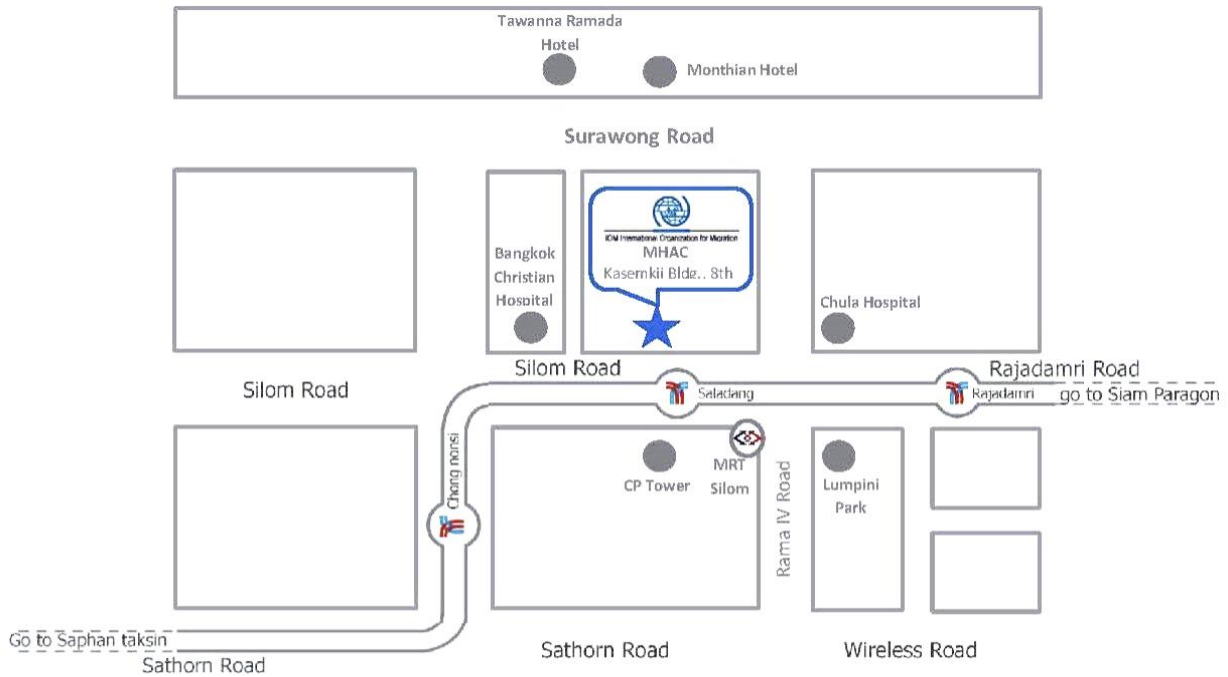 Tawanna Ramada
Hotel
Monthian Hotel
Surawong Road
IOM International Organization for Migration
MHAC
Kasemkii Bldg.. 8th
Bangkok
Christian
Hospital
Chula Hospital
Silom Road
Silom Road
Rajadamri Road
Saladang
Rajadamri
go to Siam Paragon
Chong nonsi
CP Tower
MRT
Silom
Rama IV Road
Lumpini
Park
Go to Saphan taksin
Sathorn Road
Sathorn Road
Wireless Road